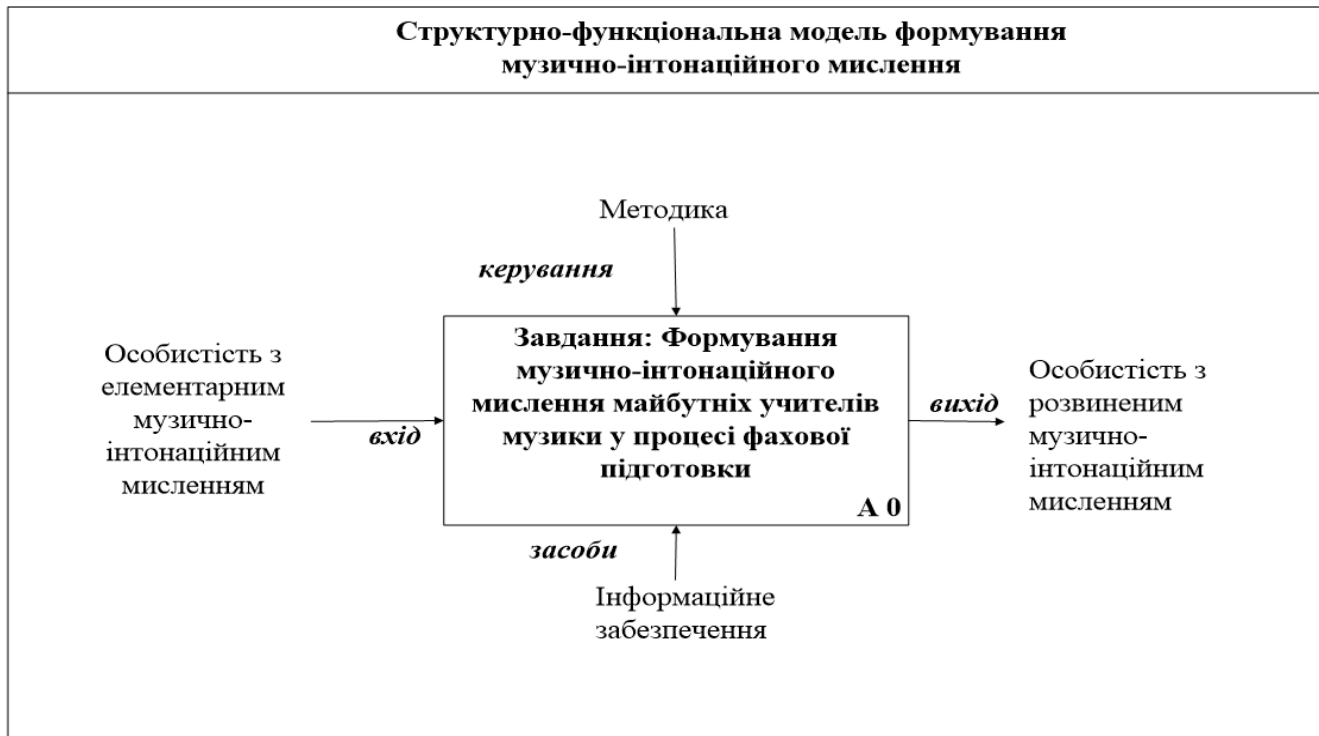 Структурно-функціональна модель формування
музично-інтонаційного мислення
Методика
керування
Особистість з
елементарним
музично-
інтонаційним
мисленням
вхід
Завдання: Формування
музично-інтонаційного
мислення майбутніх учителів
музики у процесі фахової
підготовки
А 0
вихід
Особистість з
розвиненим
музично-
інтонаційним
мисленням
засоби
Інформаційне
забезпечення